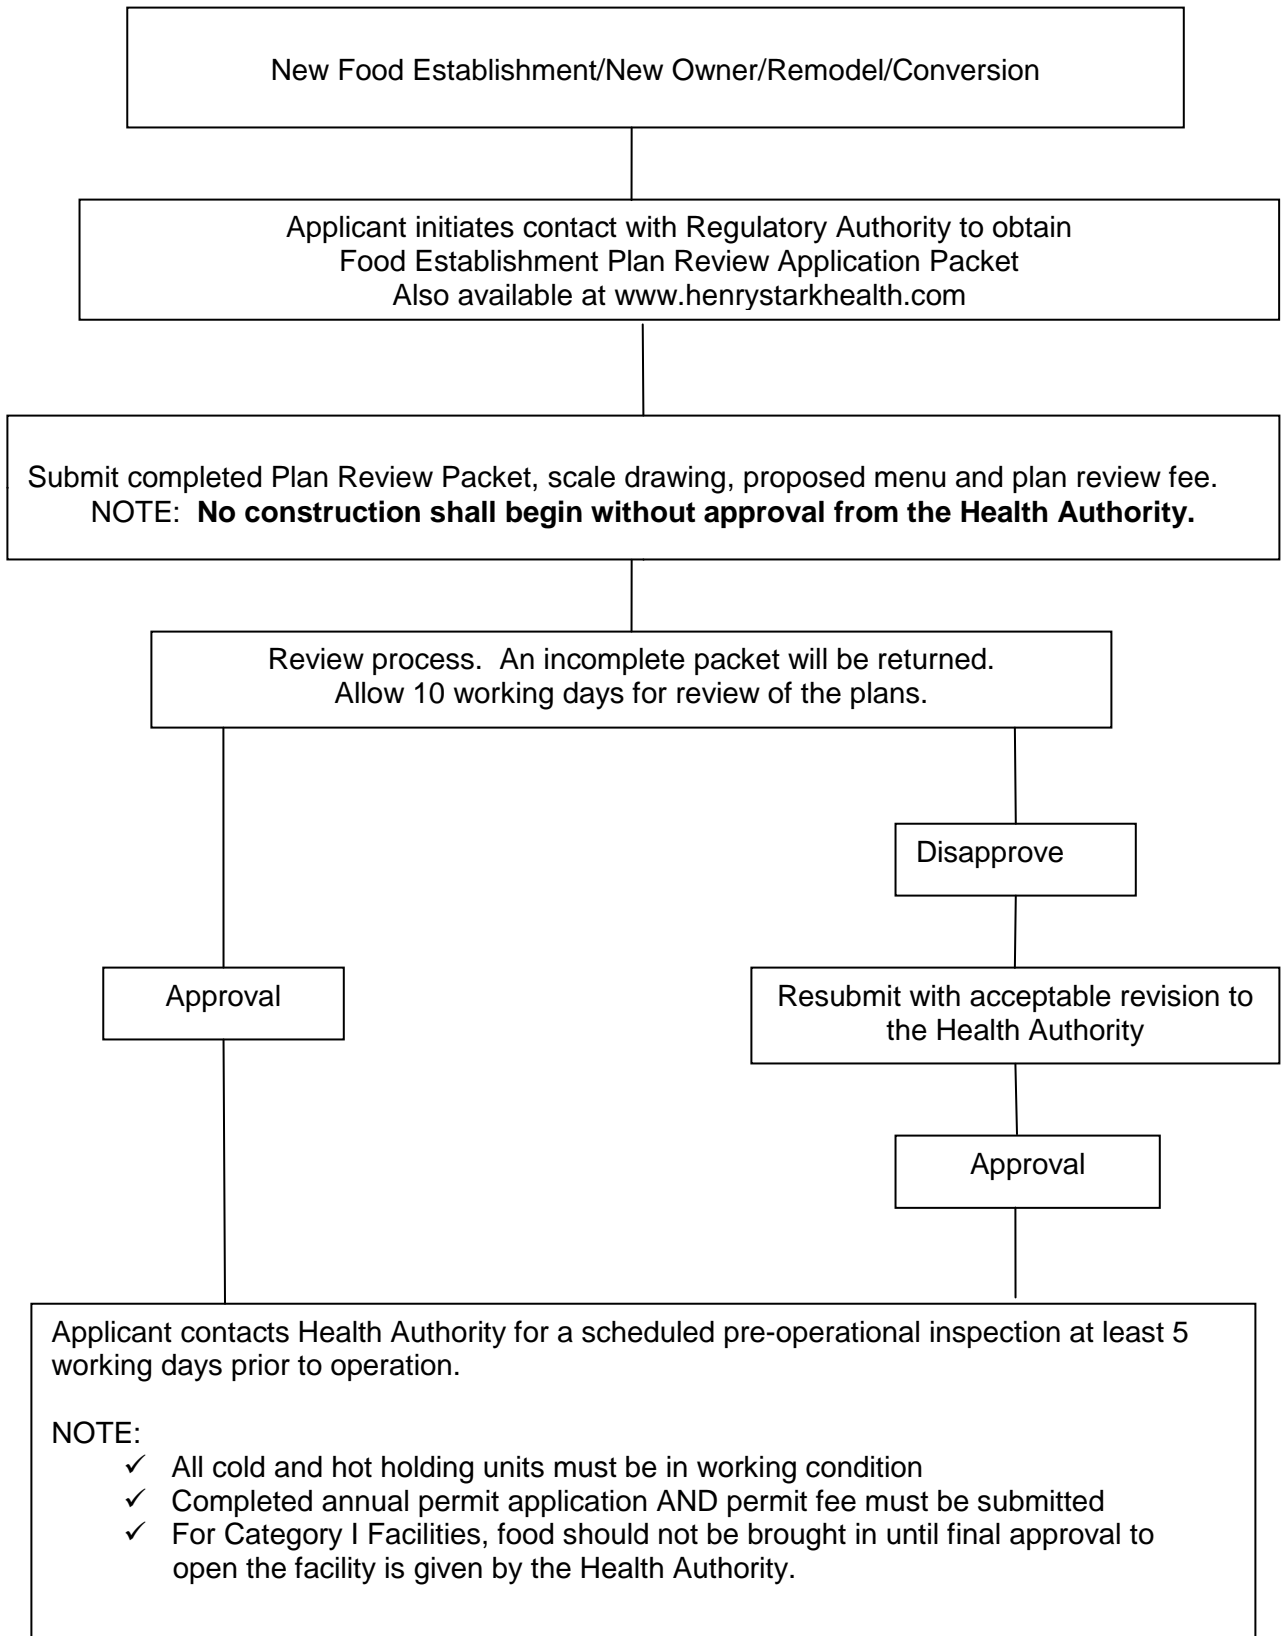 New Food Establishment/New Owner/Remodel/Conversion
Applicant initiates contact with Regulatory Authority to obtain
Food Establishment Plan Review Application Packet
Also available at www.henrystarkhealth.com
Submit completed Plan Review Packet, scale drawing, proposed menu and plan review fee.
NOTE: No construction shall begin without approval from the Health Authority.
Review process. An incomplete packet will be returned.
Allow 10 working days for review of the plans.
Disapprove
Approval
Resubmit with acceptable revision to
the Health Authority
Approval
Applicant contacts Health Authority for a scheduled pre-operational inspection at least 5
working days prior to operation.
NOTE:
✓ All cold and hot holding units must be in working condition
✓ Completed annual permit application AND permit fee must be submitted
✓ For Category I Facilities, food should not be brought in until final approval to
open the facility is given by the Health Authority.